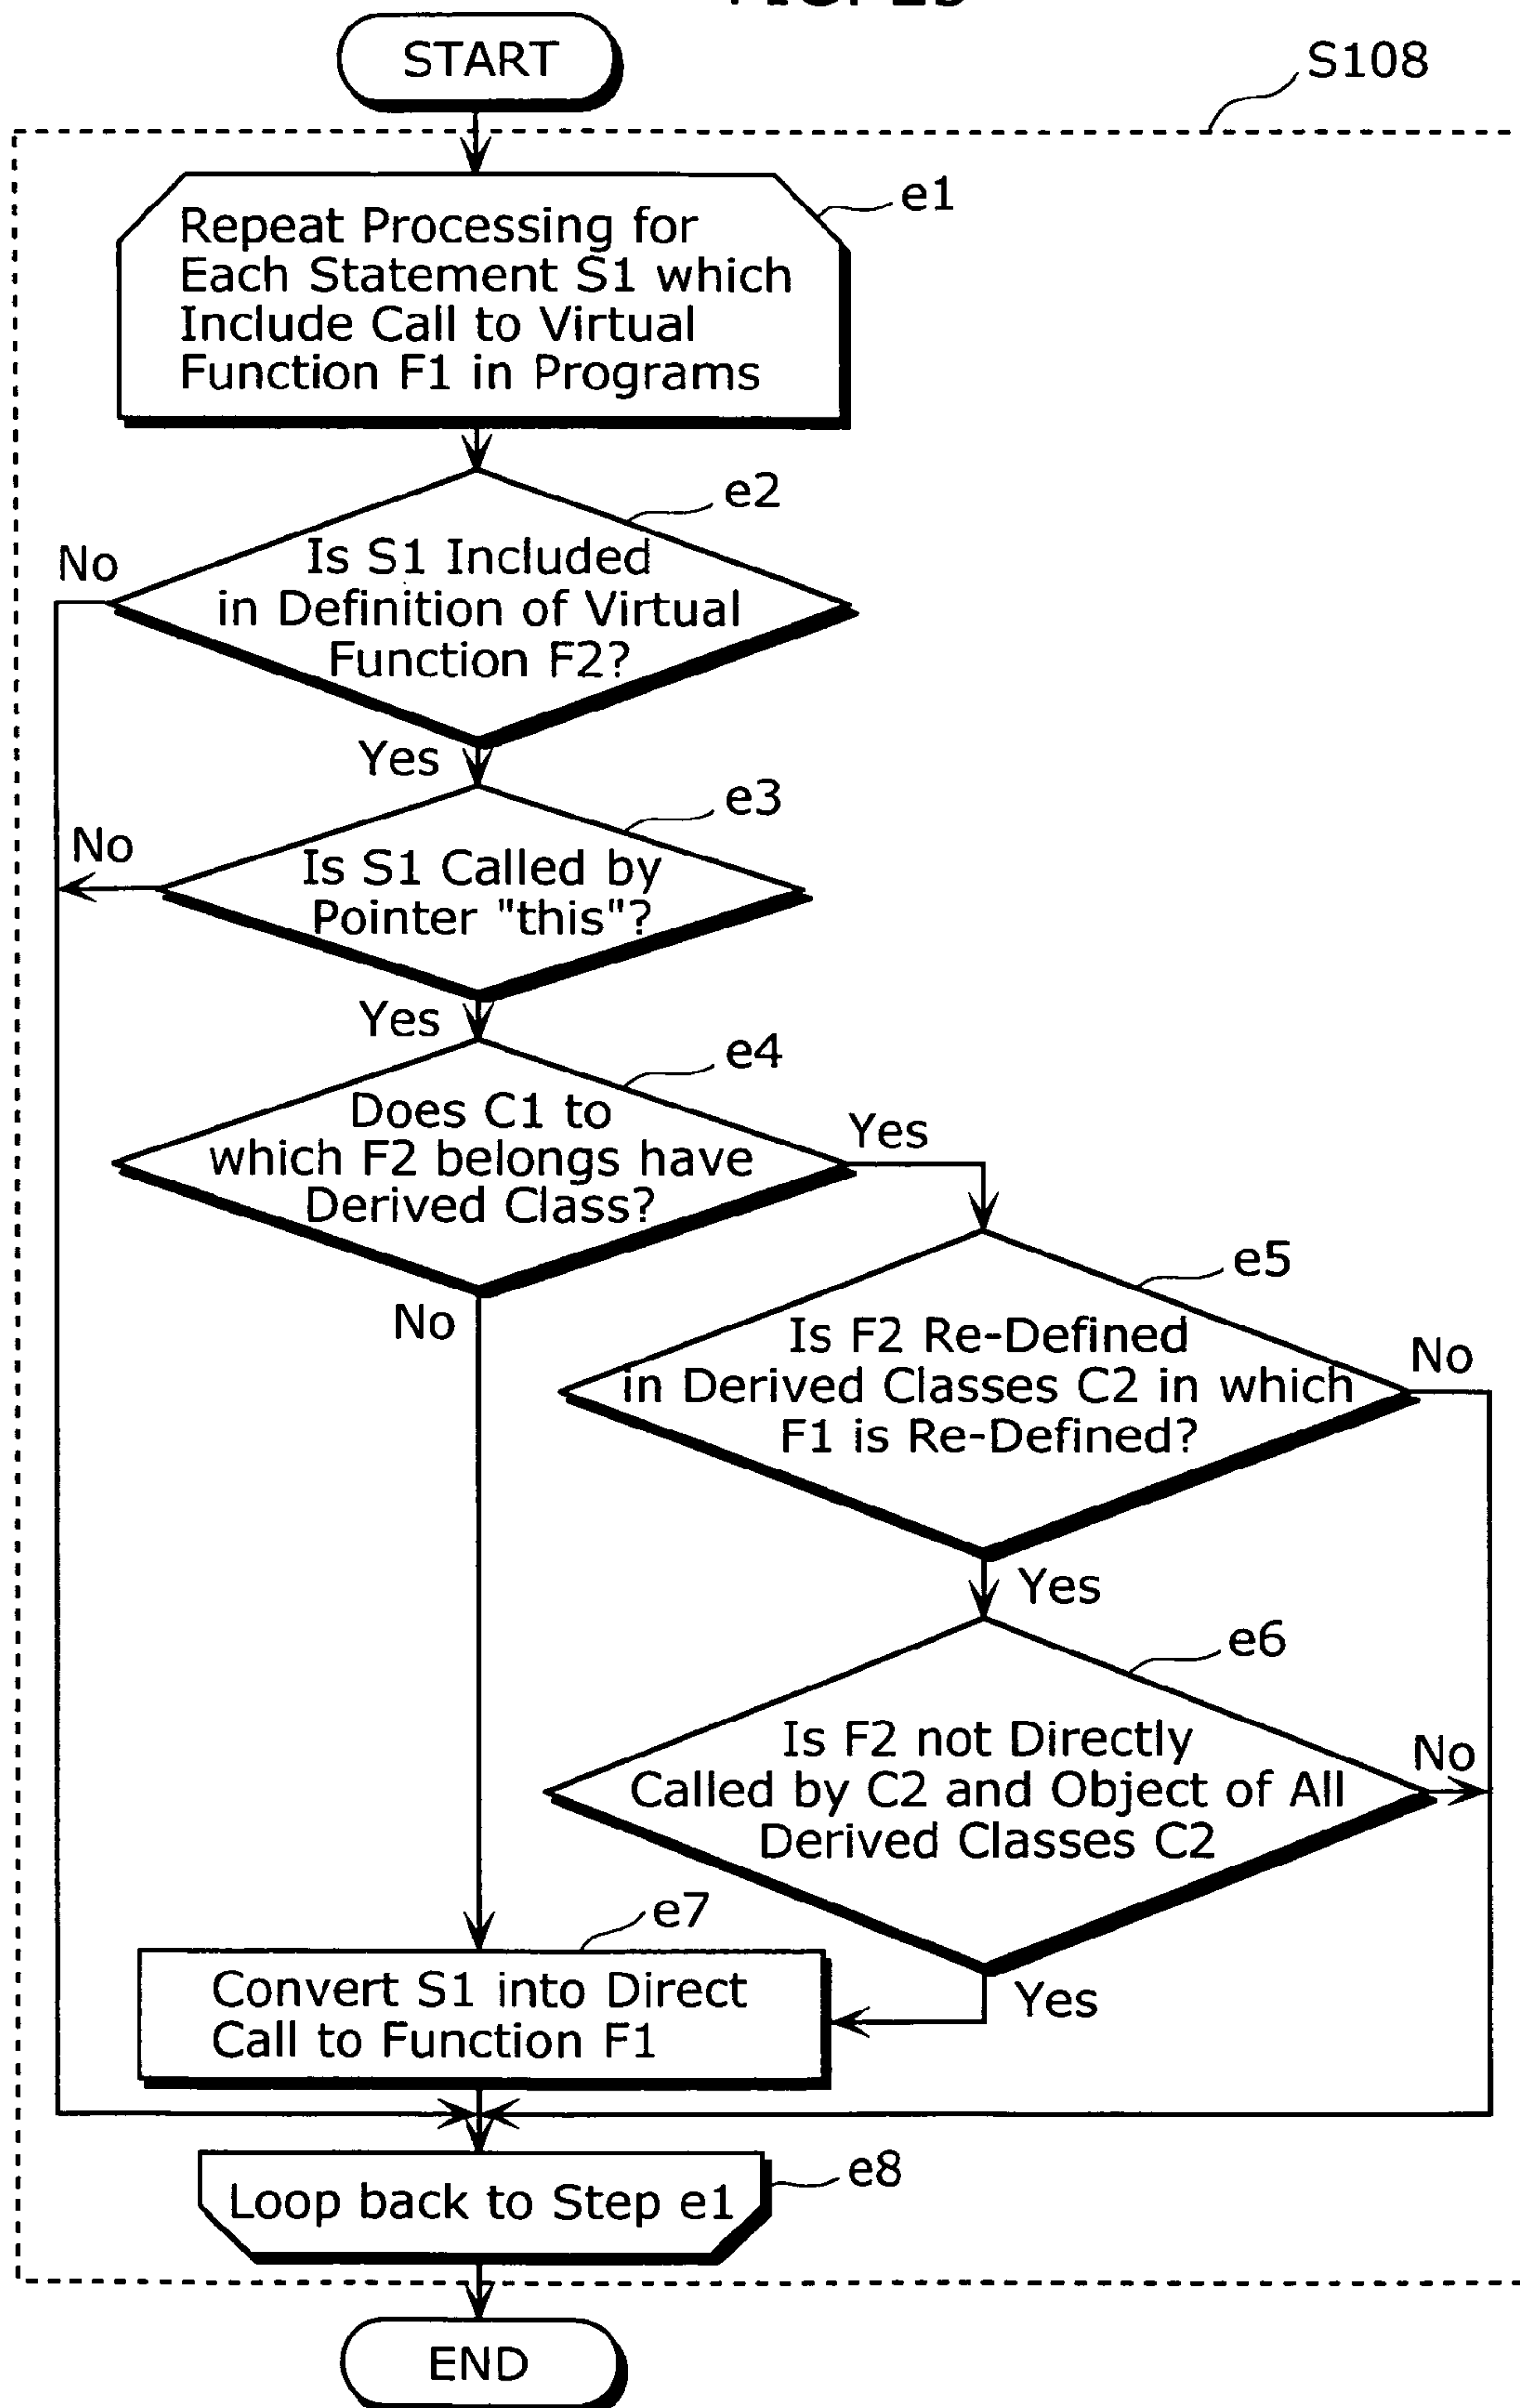 START
S108
e1
Repeat Processing for
Each Statement S1 which
Include Call to Virtual
Function F1 in Programs
e2
No
Is S1 Included
in Definition of Virtual
Function F2?
Yes
e3
No
Is S1 Called by
Pointer "this"?
Yes
e4
Does C1 to
which F2 belongs have
Derived Class?
Yes
No
e5
Is F2 Re-Defined
in Derived Classes C2 in which
F1 is Re-Defined?
No
Yes
e6
Is F2 not Directly
Called by C2 and Object of All
Derived Classes C2
No
Yes
e7
Convert S1 into Direct
Call to Function F1
e8
Loop back to Step e1
END